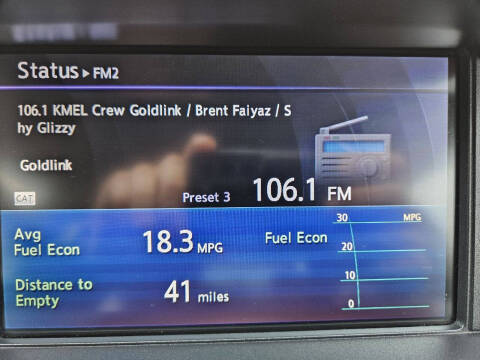 Status ▸ FM2
106.1 KMEL Crew Goldlink / Brent Faiyaz / S
hy Glizzy
Goldlink
CAT
Preset 3 106.1 FM
Avg
Fuel Econ 18.3 MPG
Distance to
Empty 41 miles
Fuel Econ
30 MPG
20
10
0